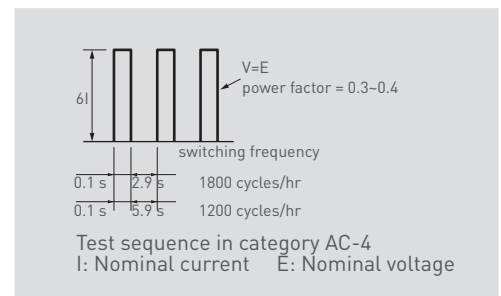 V=E
power factor = 0.3~0.4
6I
switching frequency
0.1 s 2.9 s 1800 cycles/hr
0.1 s 5.9 s 1200 cycles/hr
Test sequence in category AC-4
I: Nominal current E: Nominal voltage